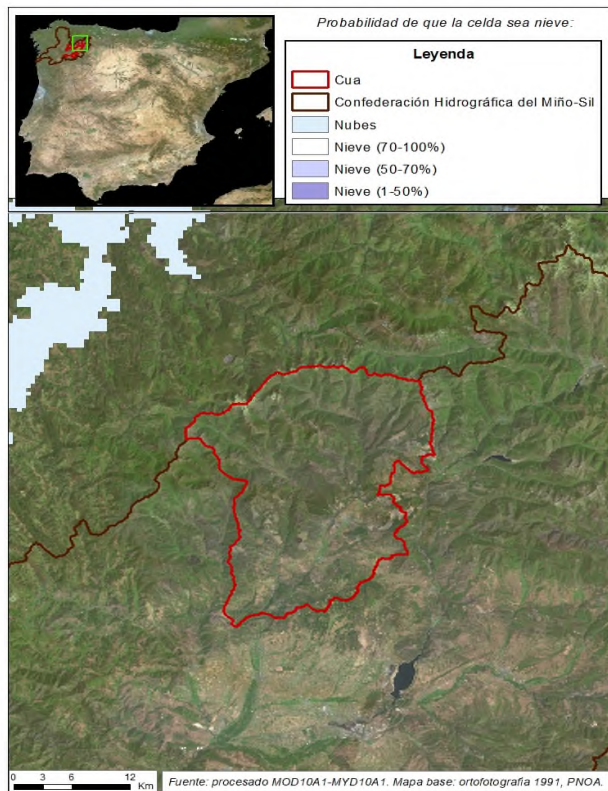 Probabilidad de que la celda sea nieve:
Leyenda
Cua
Confederación Hidrográfica del Miño-Sil
Nubes
Nieve (70-100%)
Nieve (50-70%)
Nieve (1-50%)
0 3 6 12
Km
Fuente: procesado MOD10A1-MYD10A1. Mapa base: ortofotografía 1991, PNOA.